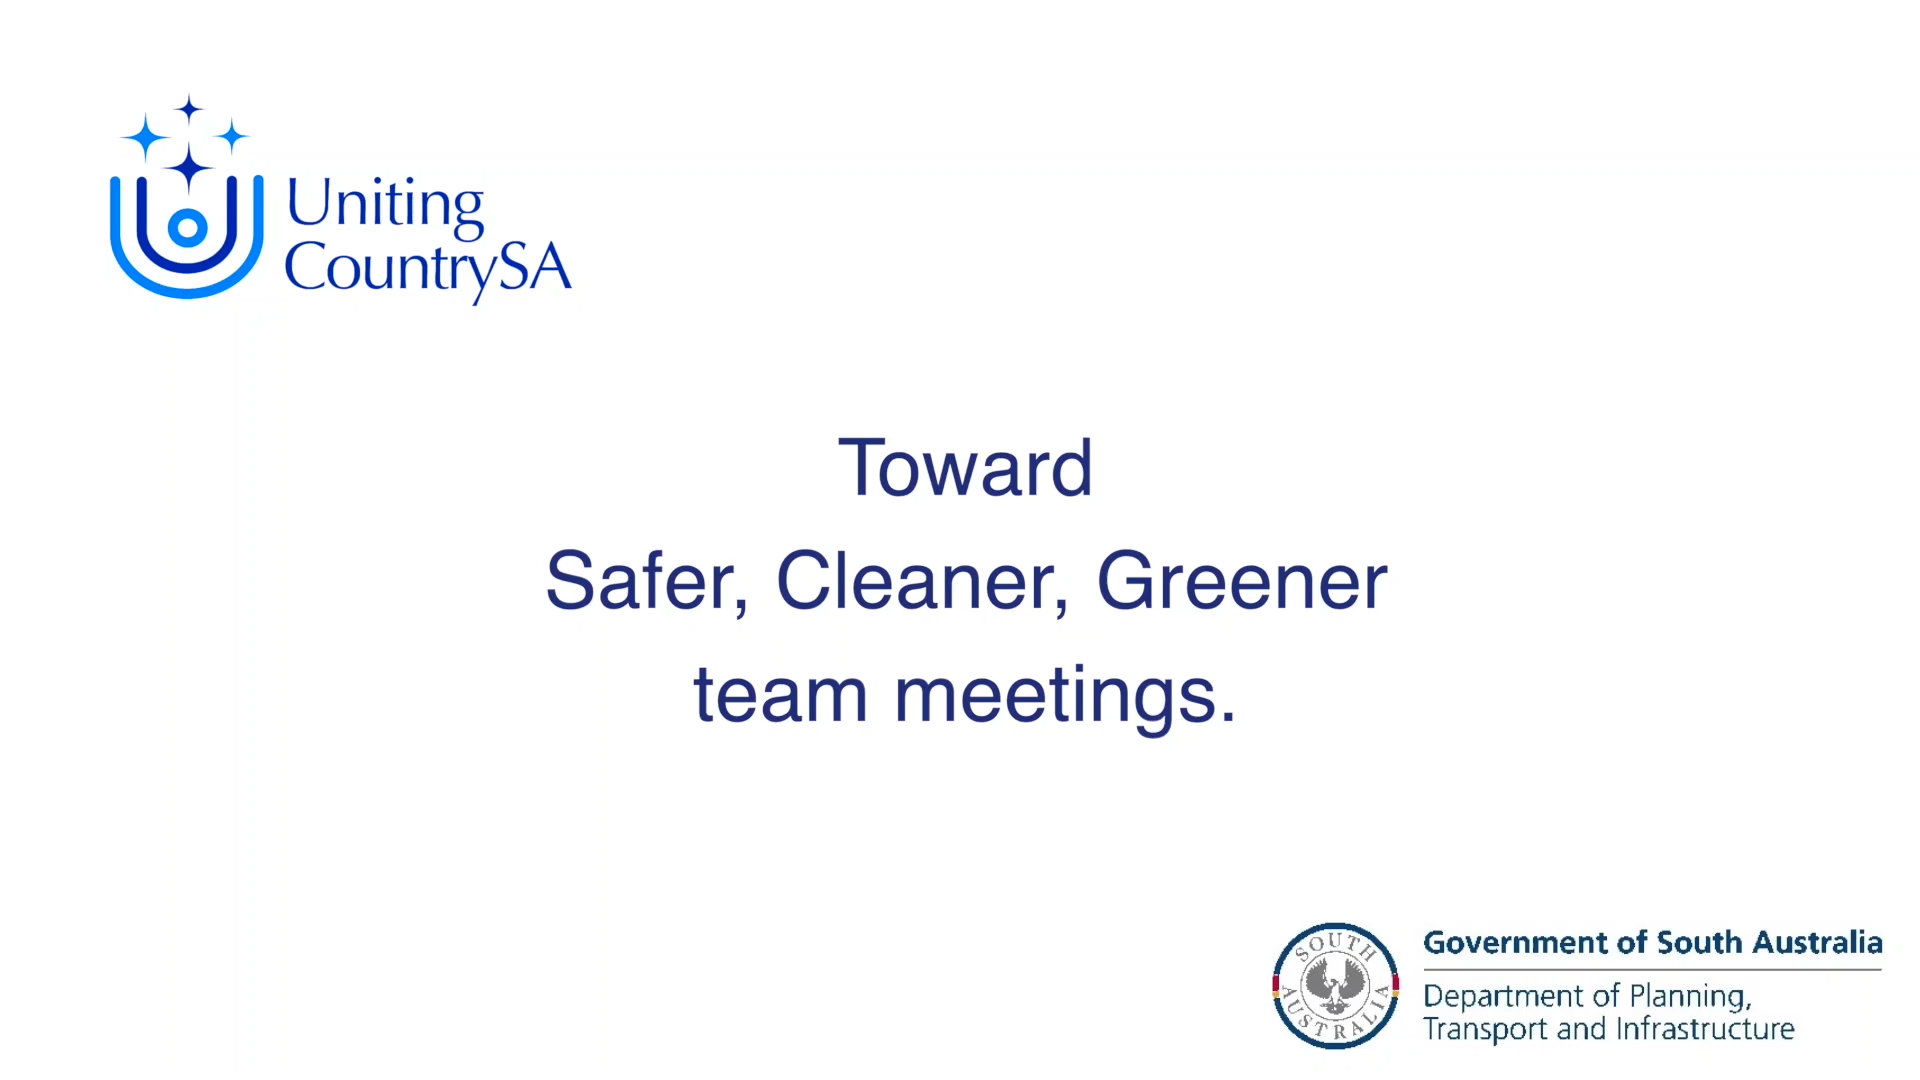 Uniting
CountrySA
Toward
Safer, Cleaner, Greener
team meetings.
SOUTH
AUSTRALIA
Government of South Australia
Department of Planning,
Transport and Infrastructure